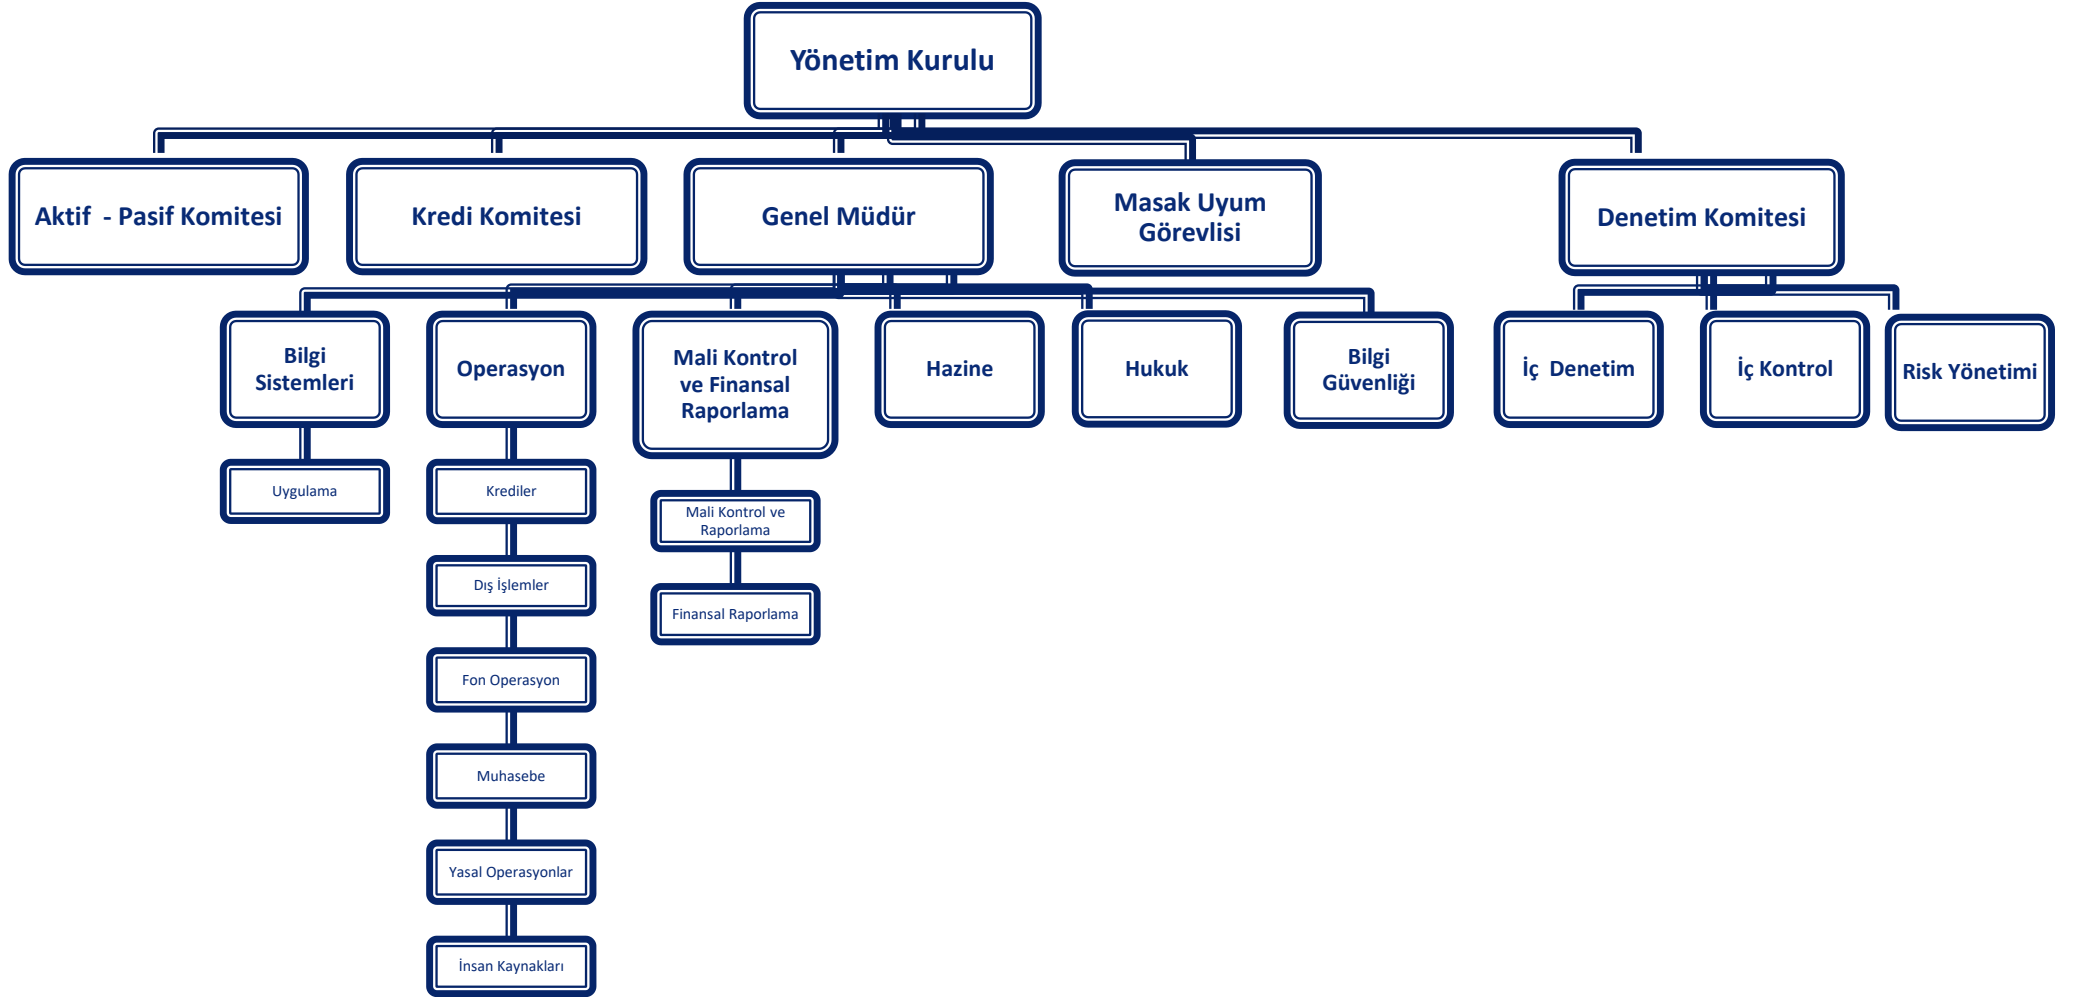 Yönetim Kurulu
Aktif - Pasif Komitesi
Kredi Komitesi
Genel Müdür
Masak Uyum
Görevlisi
Denetim Komitesi
Bilgi
Sistemleri
Operasyon
Mali Kontrol
ve Finansal
Raporlama
Hazine
Hukuk
Bilgi
Güvenliği
İç Denetim
İç Kontrol
Risk Yönetimi
Uygulama
Krediler
Mali Kontrol ve
Raporlama
Dış İşlemler
Finansal Raporlama
Fon Operasyon
Muhasebe
Yasal Operasyonlar
İnsan Kaynakları